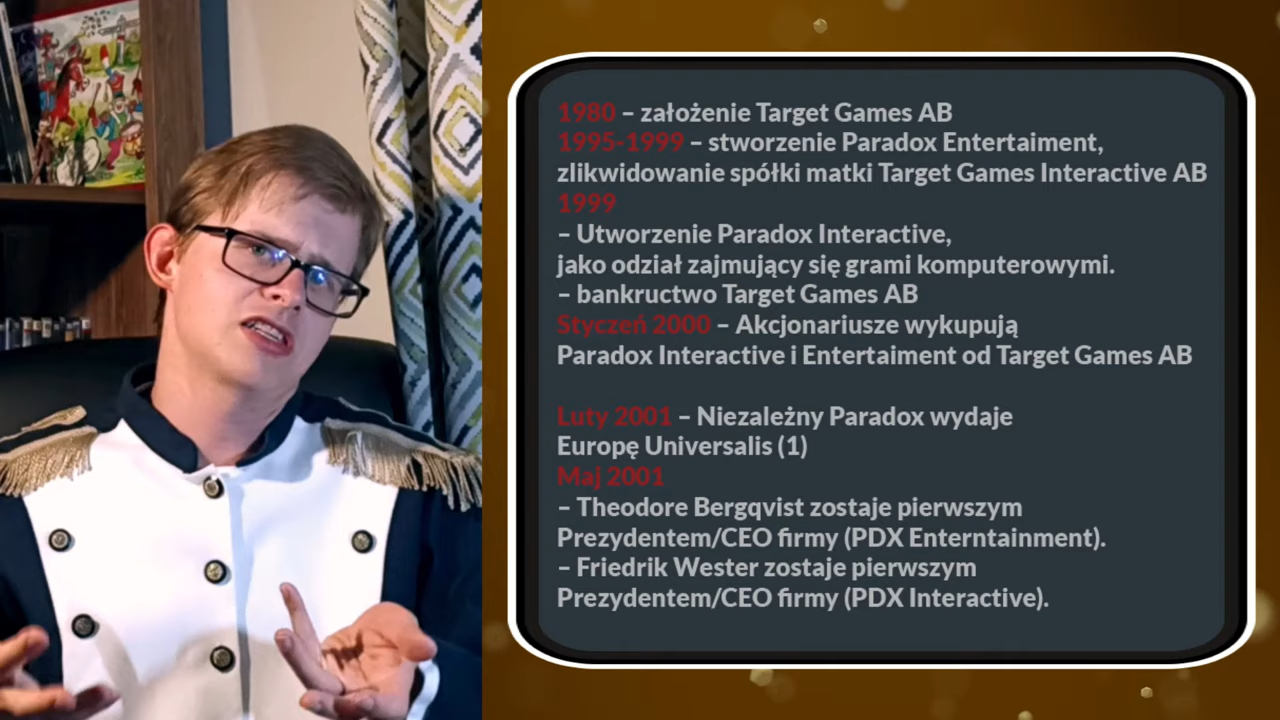 1980 – założenie Target Games AB
1995-1999 – stworzenie Paradox Entertaiment,
zlikwidowanie spółki matki Target Games Interactive AB
1999
– Utworzenie Paradox Interactive,
jako odział zajmujący się grami komputerowymi.
– bankructwo Target Games AB
Styczeń 2000 – Akcjonariusze wykupują
Paradox Interactive i Entertaiment od Target Games AB
Luty 2001 – Niezależny Paradox wydaje
Europę Universalis (1)
Maj 2001
– Theodore Bergqvist zostaje pierwszym
Prezydentem/CEO firmy (PDX Enterntainment).
– Friedrik Wester zostaje pierwszym
Prezydentem/CEO firmy (PDX Interactive).